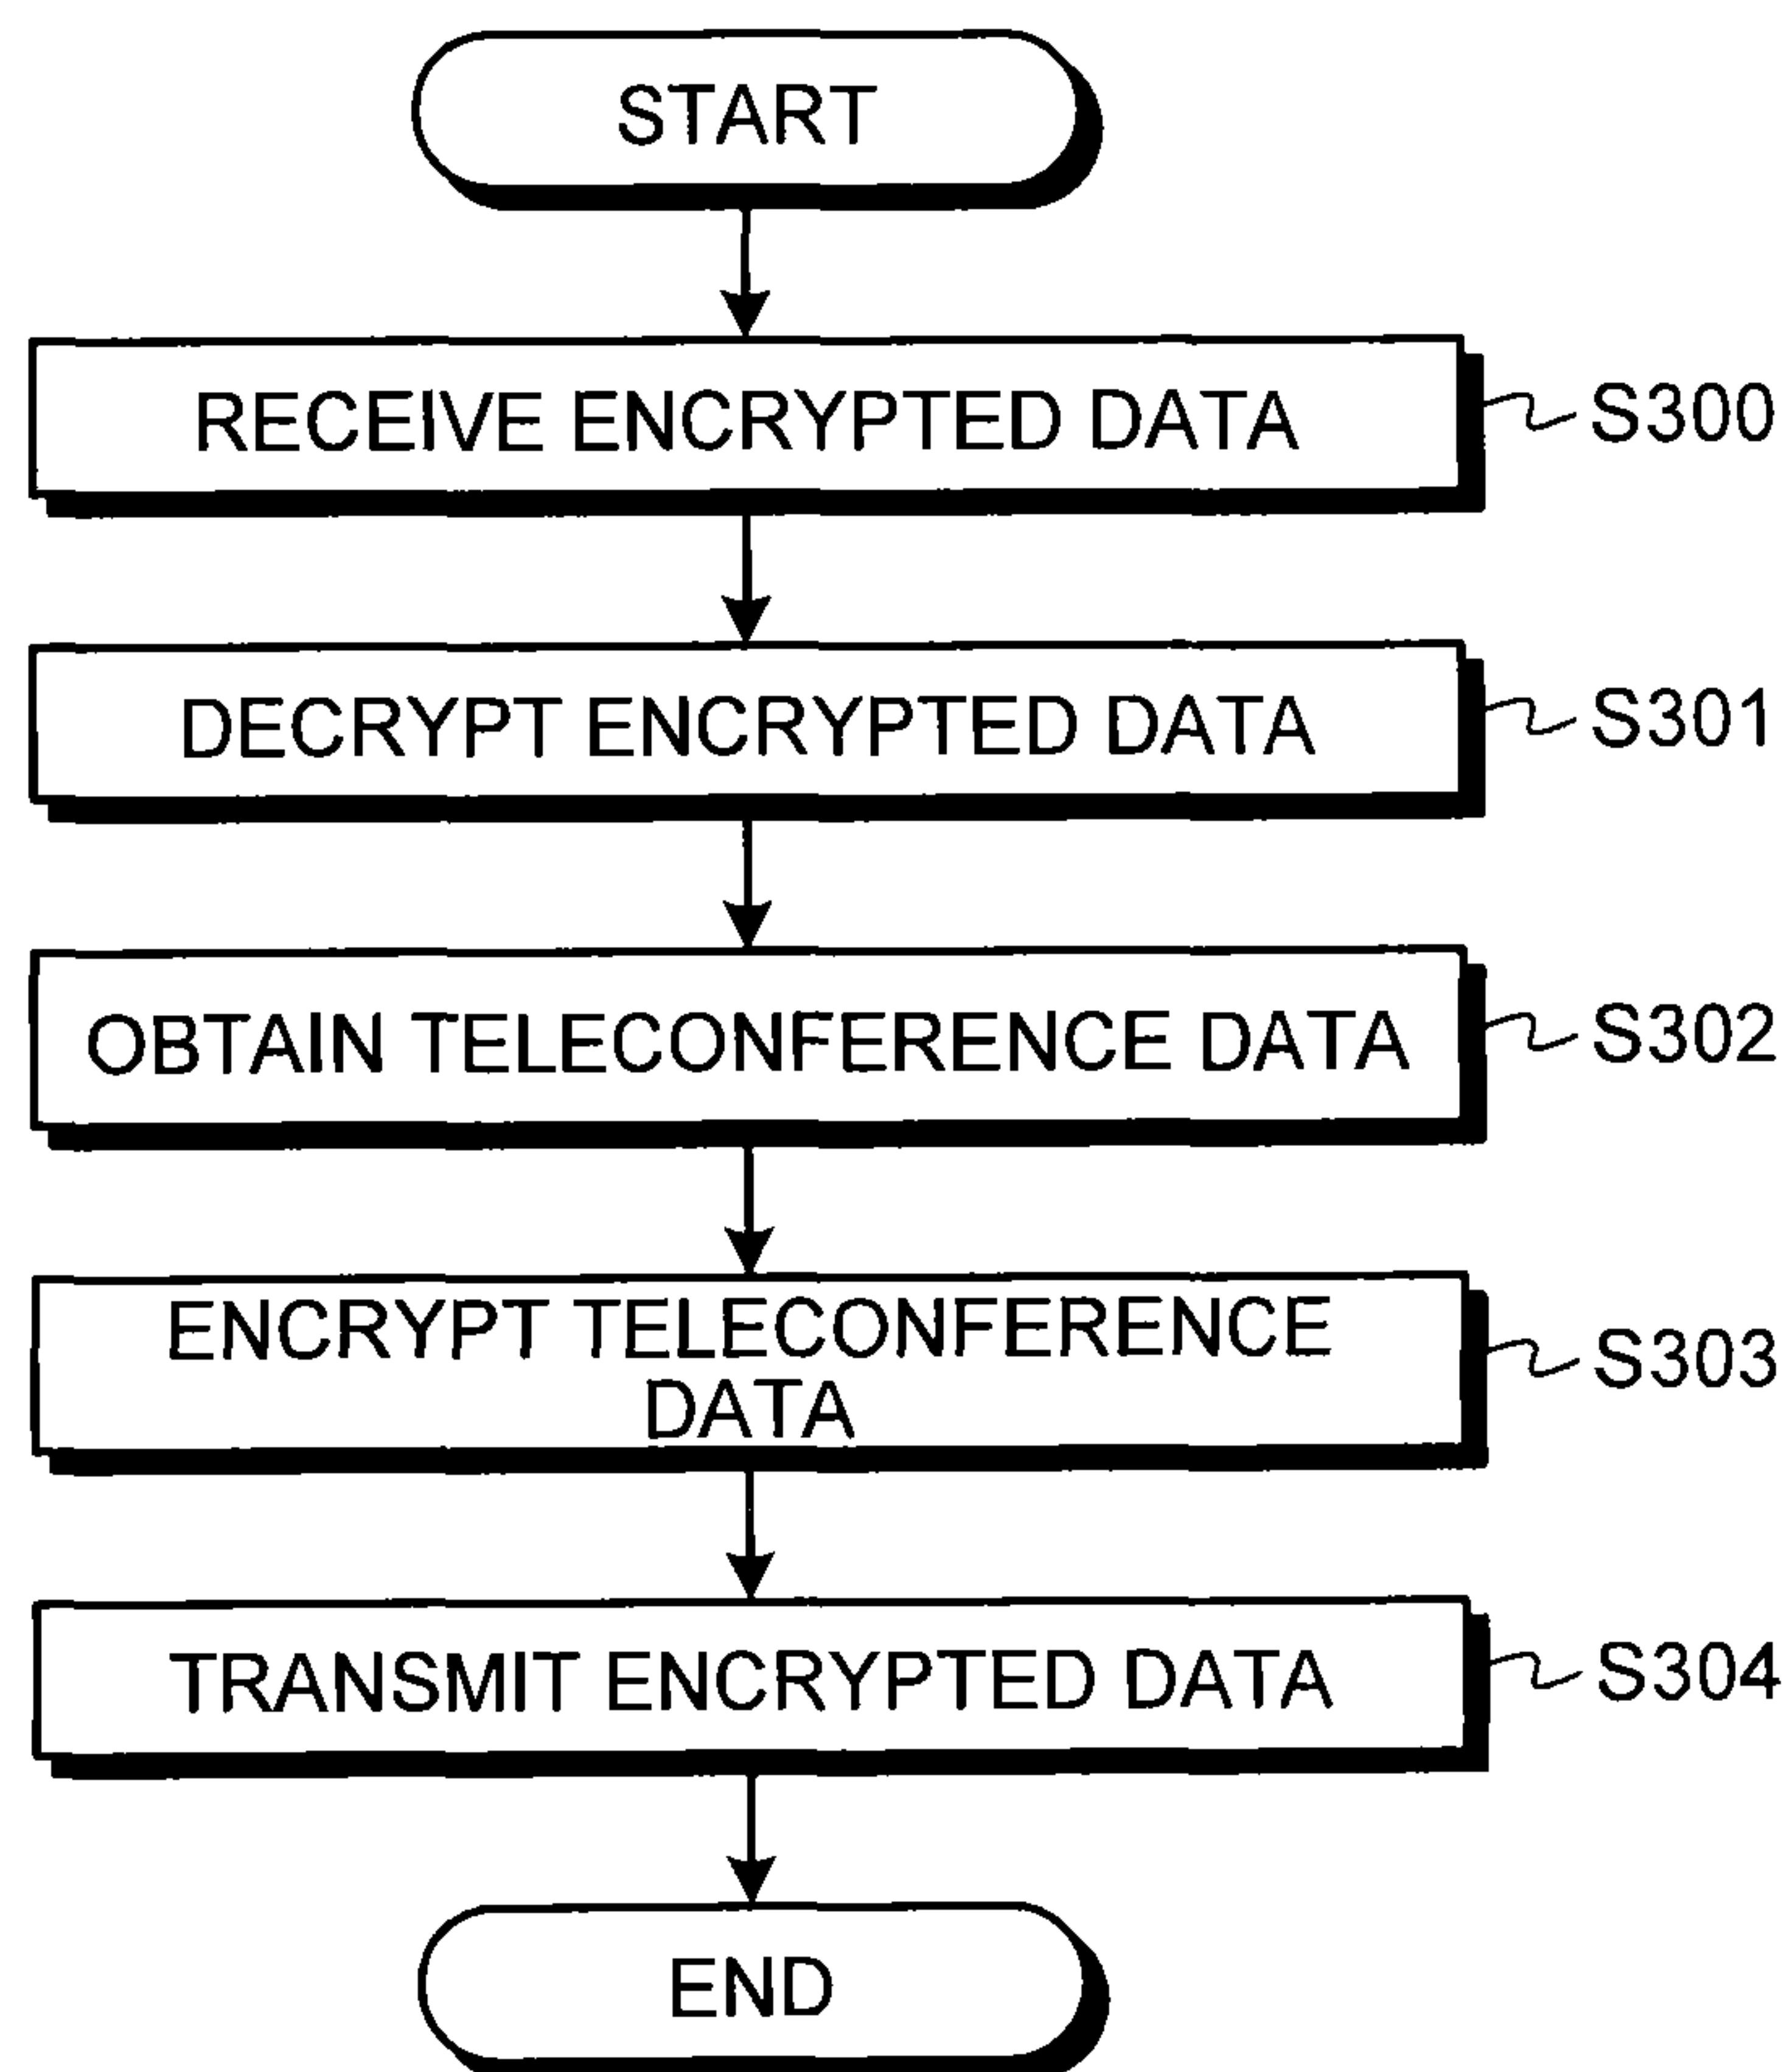 START
RECEIVE ENCRYPTED DATA
S300
DECRYPT ENCRYPTED DATA
S301
OBTAIN TELECONFERENCE DATA
S302
ENCRYPT TELECONFERENCE
DATA
S303
TRANSMIT ENCRYPTED DATA
S304
END